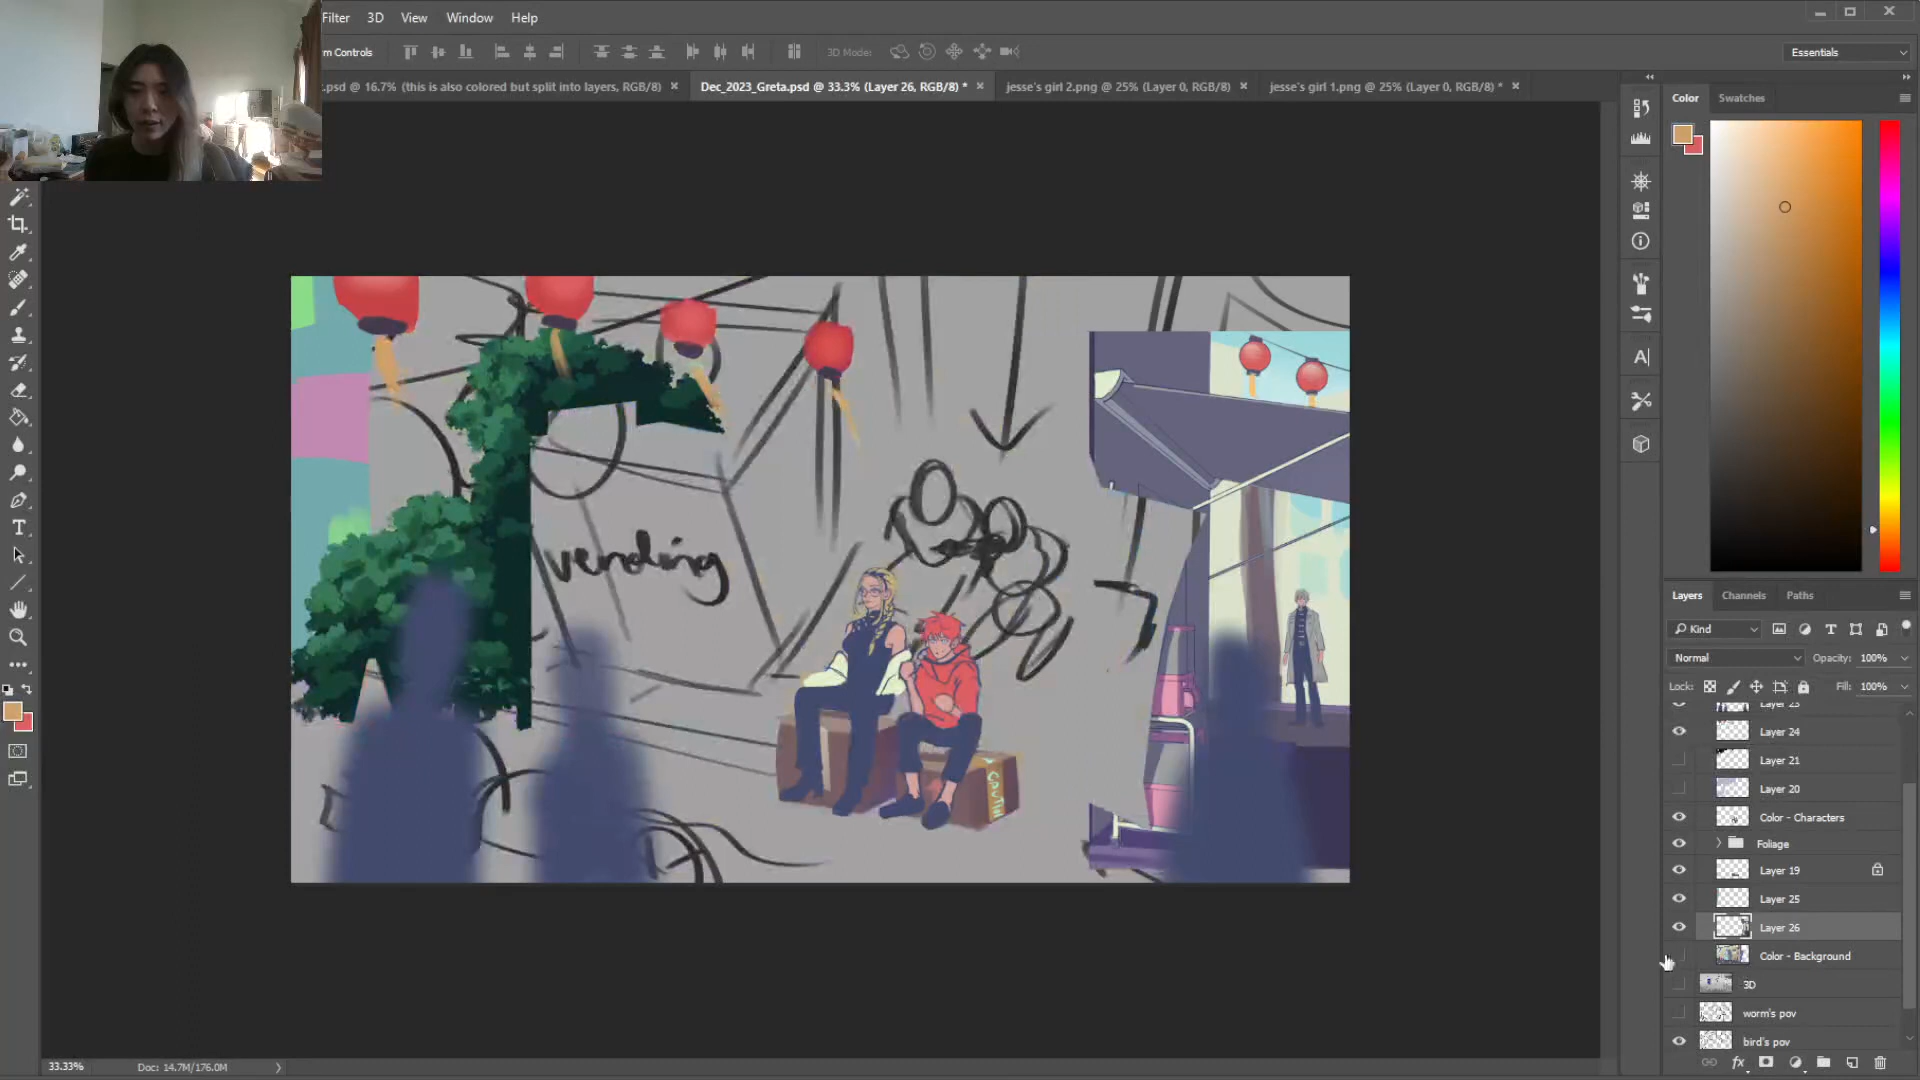 Filter 3D View Window Help
m Controls
3D Mode:
Essentials
.psd @ 16.7% (this is also colored but split into layers, RGB/8)
Dec_2023_Greta.psd @ 33.3% (Layer 26, RGB/8) *
jesse's girl 2.png @ 25% (Layer 0, RGB/8)
jesse's girl 1.png @ 25% (Layer 0, RGB/8) *
Color Swatches
vending
Layers Channels Paths
Kind
Normal Opacity: 100%
Lock: Fill: 100%
Layer 23
Layer 24
Layer 21
Layer 20
Color - Characters
Foliage
Layer 19
Layer 25
Layer 26
Color - Background
3D
worm's pov
bird's pov
33.33% Doc: 14.7M/176.0M